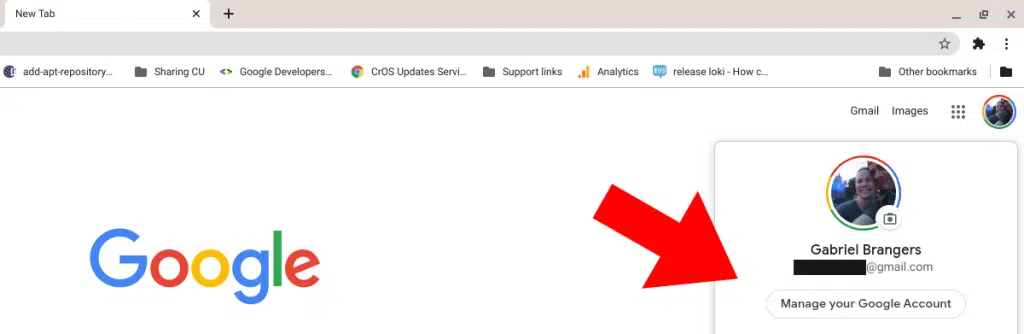 New Tab
add-apt-repository... Sharing CU Google Developers... CrOS Updates Servi... Support links Analytics release loki - How c... Other bookmarks
Gmail Images
Google
Gabriel Brangers
@gmail.com
Manage your Google Account